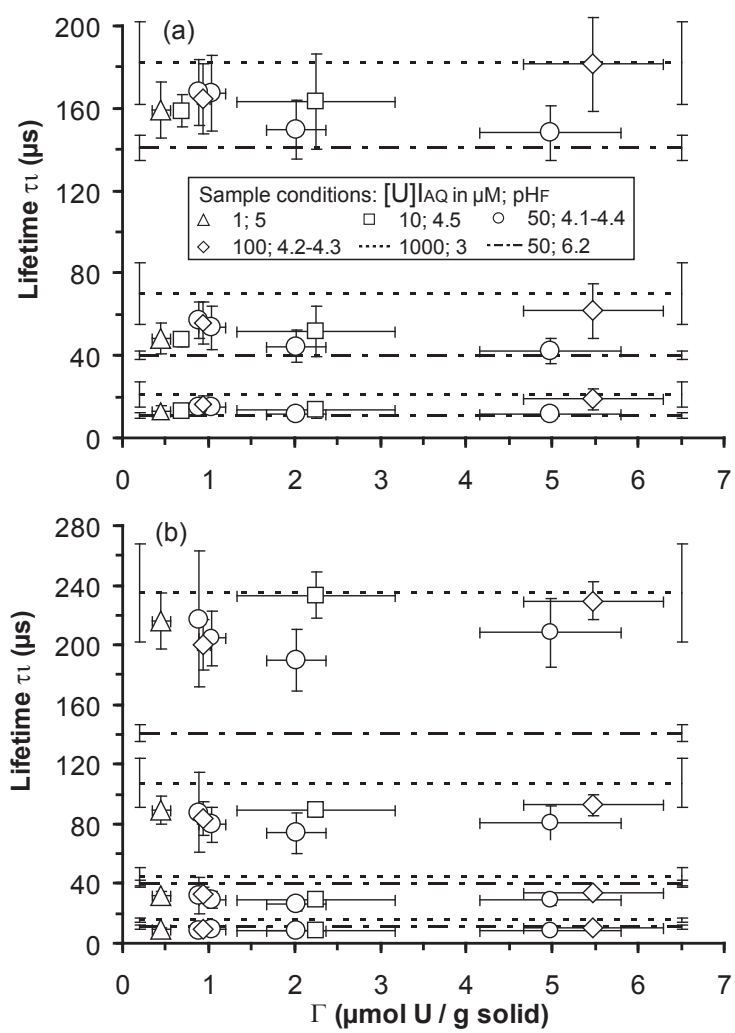 (a)
200
160
120
80
40
0
Lifetime τι (µs)
Sample conditions: [U]IAQ in µM; pHF
△ 1; 5 □ 10; 4.5 ○ 50; 4.1-4.4
◇ 100; 4.2-4.3 1000; 3 50; 6.2
0 1 2 3 4 5 6 7
(b)
280
240
200
160
120
80
40
0
Lifetime τι (µs)
0 1 2 3 4 5 6 7
Γ (µmol U / g solid)